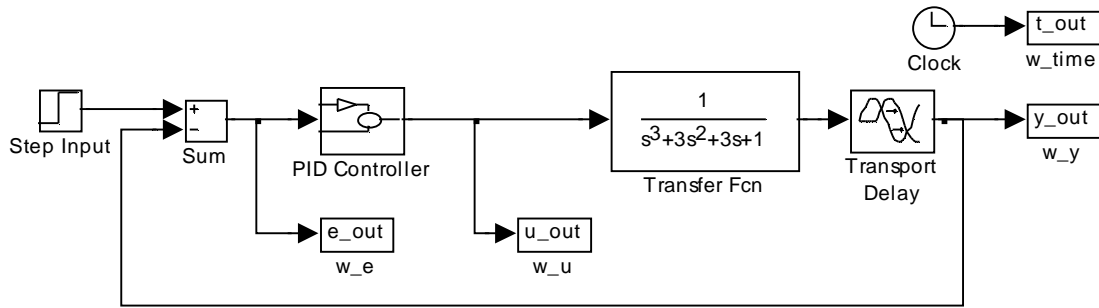 t_out
Clock
w_time
+
−
Step Input
Sum
PID Controller
1
s³+3s²+3s+1
Transfer Fcn
Transport
Delay
y_out
w_y
e_out
w_e
u_out
w_u